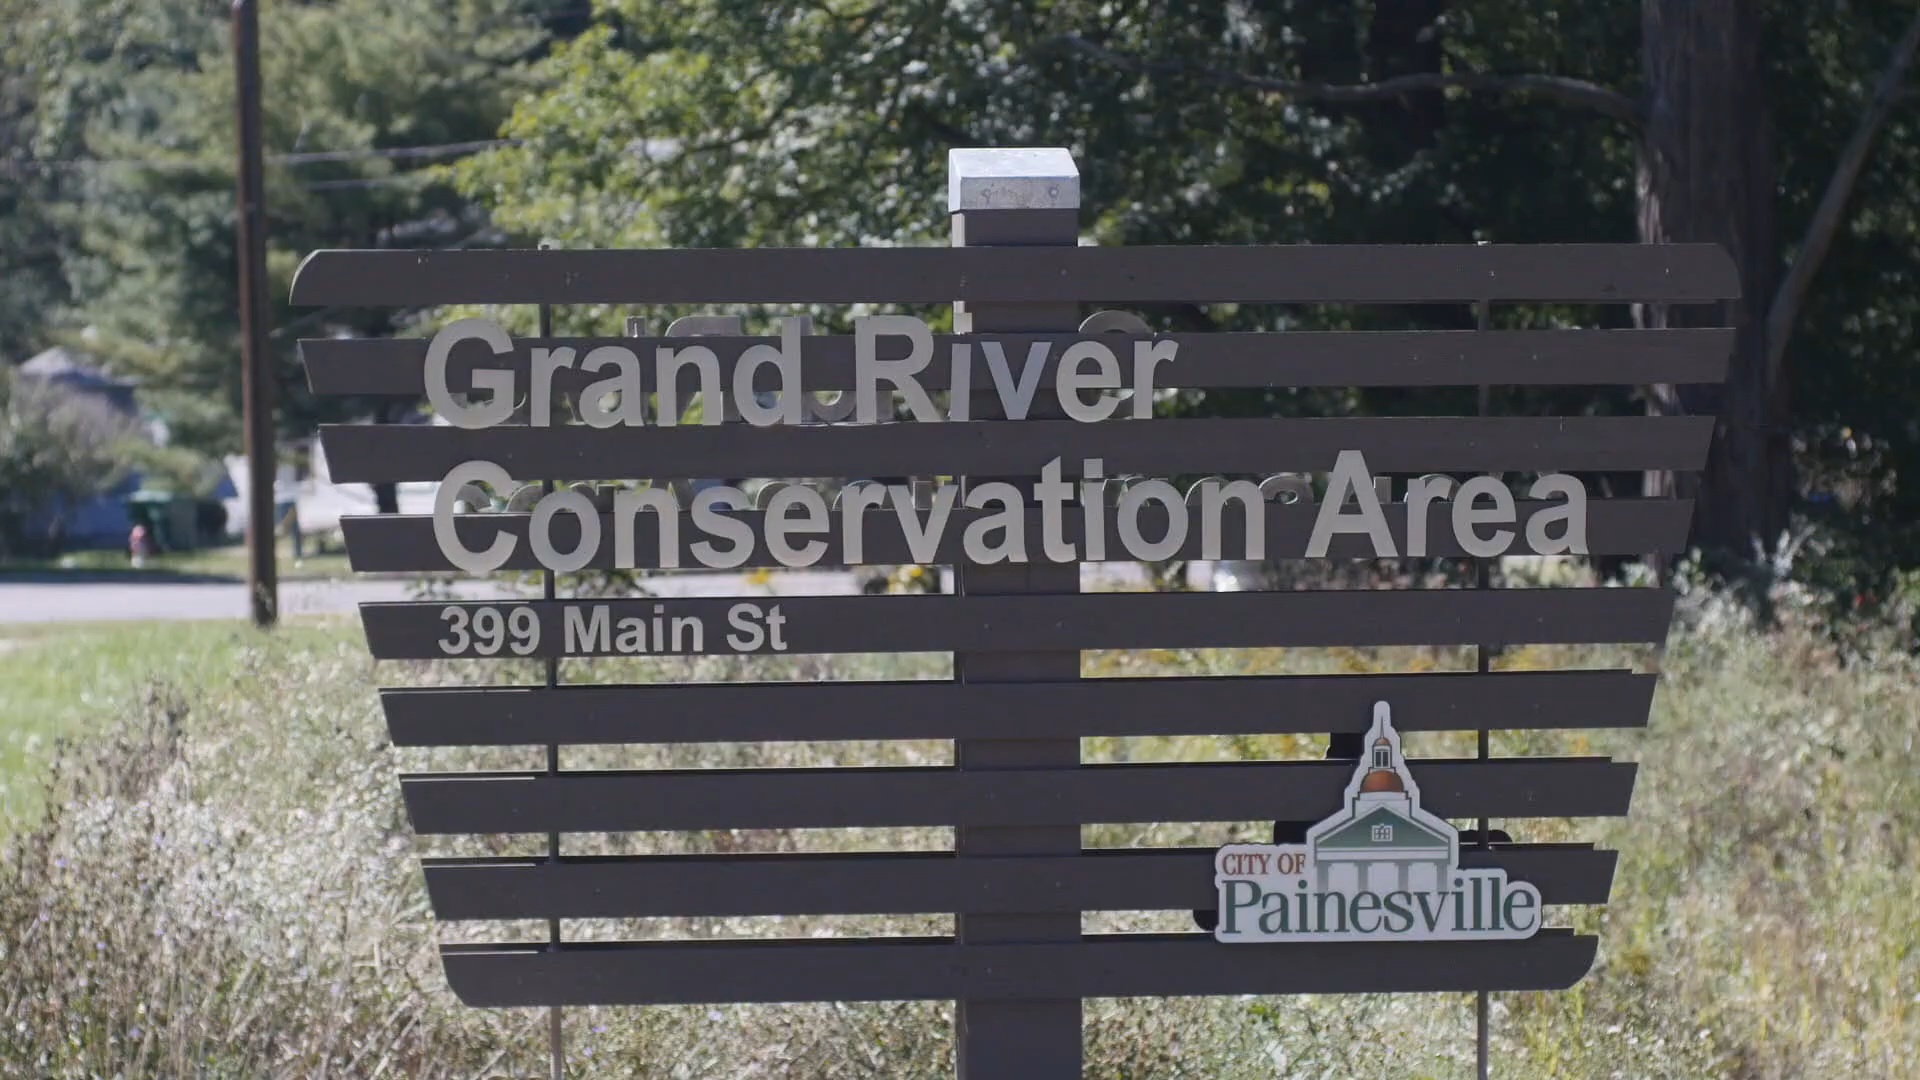 Grand River
Conservation Area
399 Main St
CITY OF
Painesville